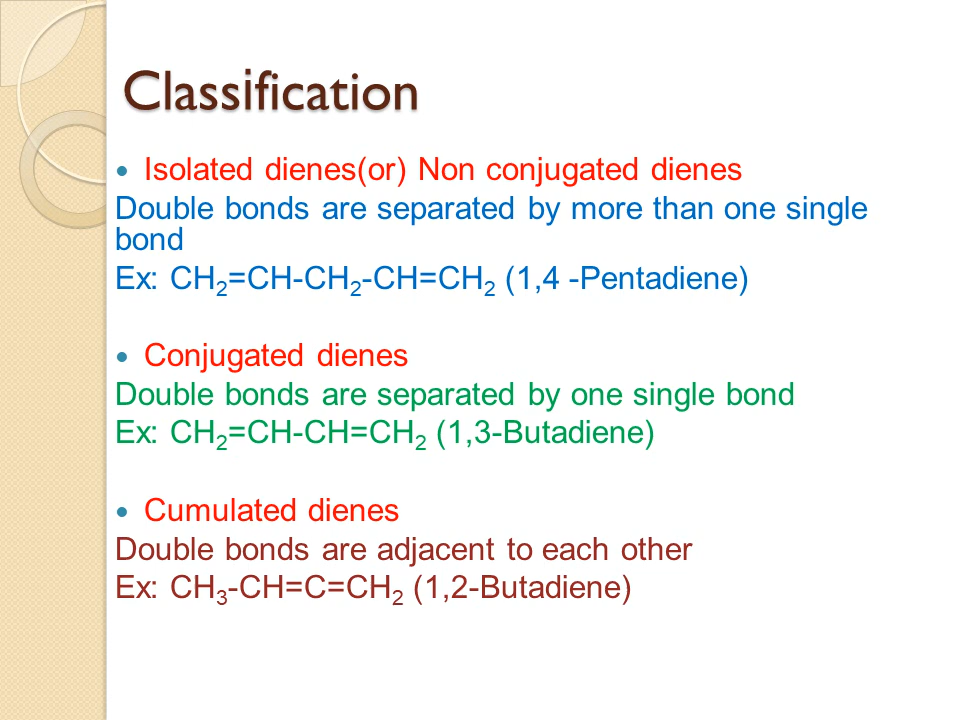 Classification
• Isolated dienes(or) Non conjugated dienes
Double bonds are separated by more than one single
bond
Ex: CH₂=CH-CH₂-CH=CH₂ (1,4 -Pentadiene)
• Conjugated dienes
Double bonds are separated by one single bond
Ex: CH₂=CH-CH=CH₂ (1,3-Butadiene)
• Cumulated dienes
Double bonds are adjacent to each other
Ex: CH₃-CH=C=CH₂ (1,2-Butadiene)